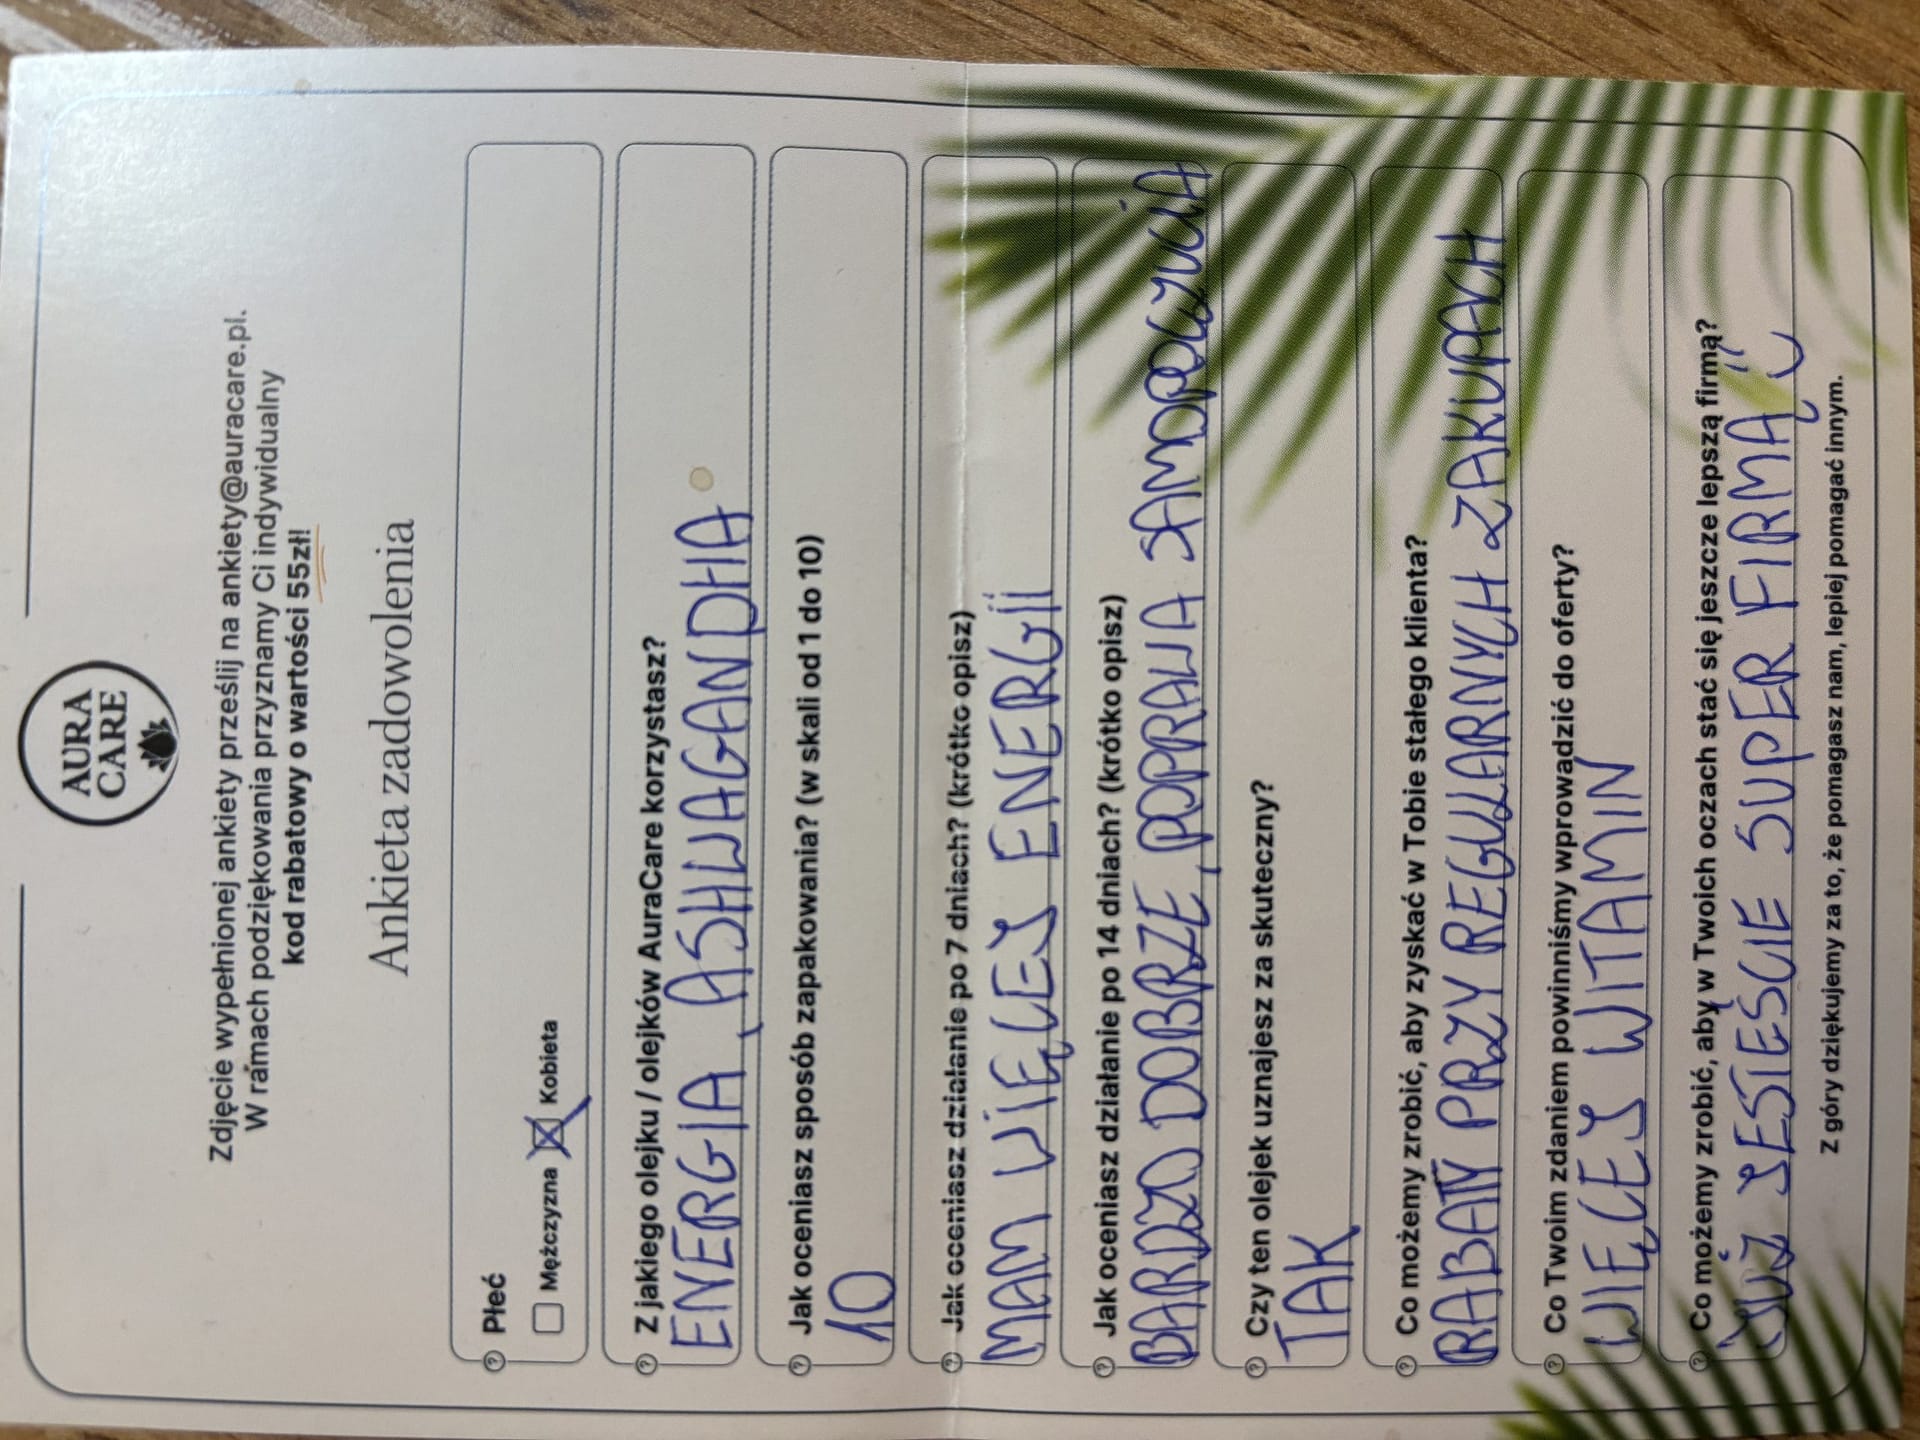 AURA
CARE
Zdjęcie wypełnionej ankiety prześlij na ankiety@auracare.pl.
W ramach podziękowania przyznamy Ci indywidualny
kod rabatowy o wartości 55zł!
Ankieta zadowolenia
Płeć
Mężczyzna Kobieta
Z jakiego olejku / olejków AuraCare korzystasz?
ENERGIA, ASHWAGANDHA
Jak oceniasz sposób zapakowania? (w skali od 1 do 10)
10
Jak oceniasz działanie po 7 dniach? (krótko opisz)
MAM WIĘCEJ ENERGII
Jak oceniasz działanie po 14 dniach? (krótko opisz)
BARDZO DOBRZE, POPRAWA SAMOPOCZUCIA
Czy ten olejek uznajesz za skuteczny?
TAK
Co możemy zrobić, aby zyskać w Tobie stałego klienta?
RABATY PRZY REGULARNYCH ZAKUPACH
Co Twoim zdaniem powinniśmy wprowadzić do oferty?
WIĘCEJ WITAMIN
Co możemy zrobić, aby w Twoich oczach stać się jeszcze lepszą firmą?
JUŻ JESTEŚCIE SUPER FIRMĄ
Z góry dziękujemy za to, że pomagasz nam, lepiej pomagać innym.